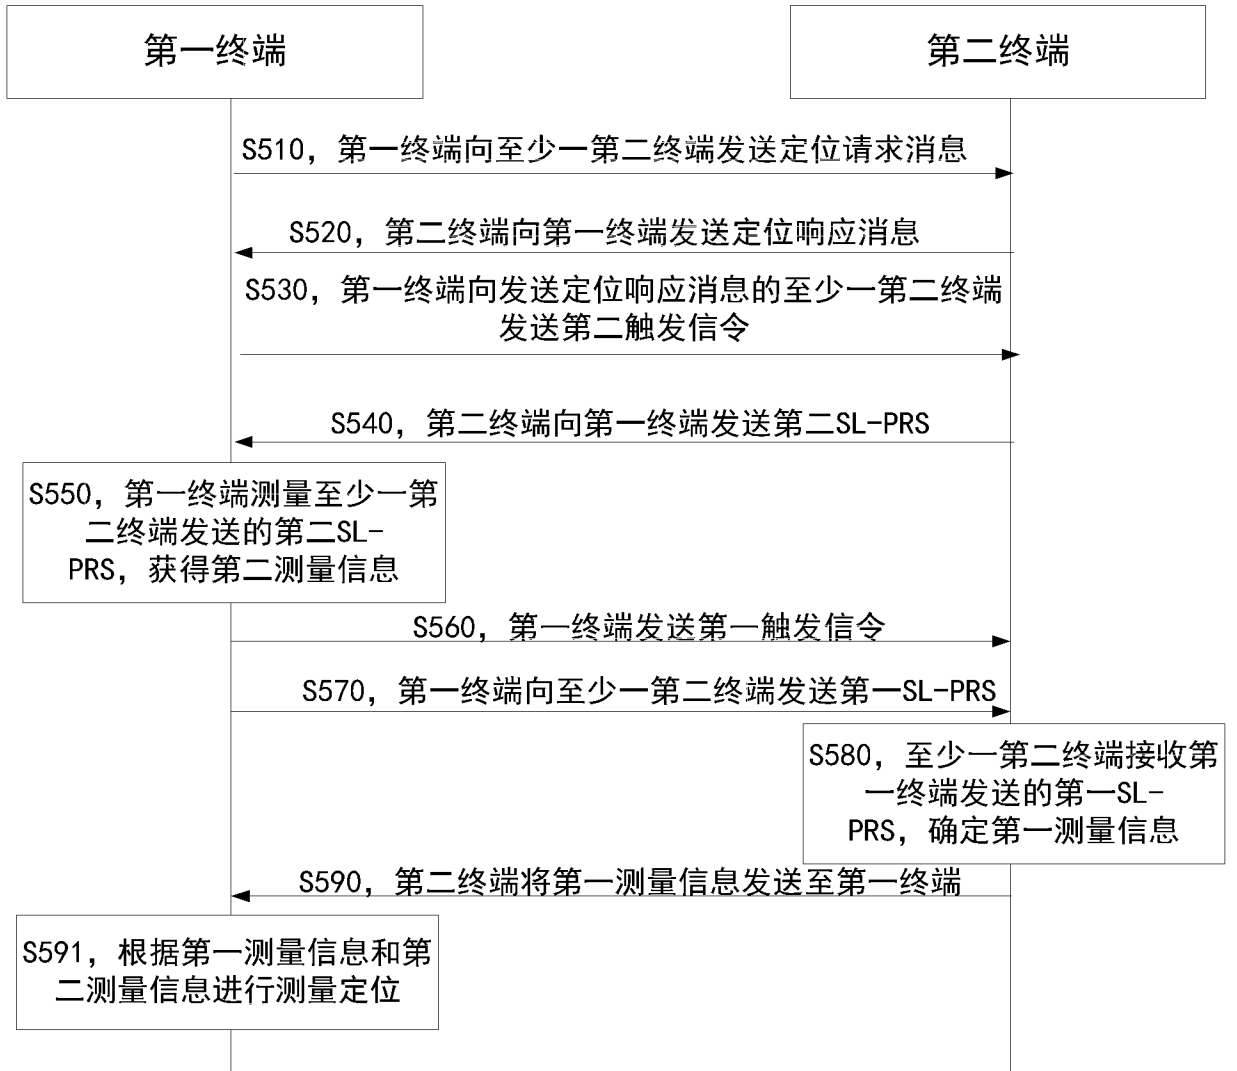 第一终端
第二终端
S510，第一终端向至少一第二终端发送定位请求消息
S520，第二终端向第一终端发送定位响应消息
S530，第一终端向发送定位响应消息的至少一第二终端
发送第二触发信令
S540，第二终端向第一终端发送第二SL-PRS
S550，第一终端测量至少一第
二终端发送的第二SL-
PRS，获得第二测量信息
S560，第一终端发送第一触发信令
S570，第一终端向至少一第二终端发送第一SL-PRS
S580，至少一第二终端接收第
一终端发送的第一SL-
PRS，确定第一测量信息
S590，第二终端将第一测量信息发送至第一终端
S591，根据第一测量信息和第
二测量信息进行测量定位